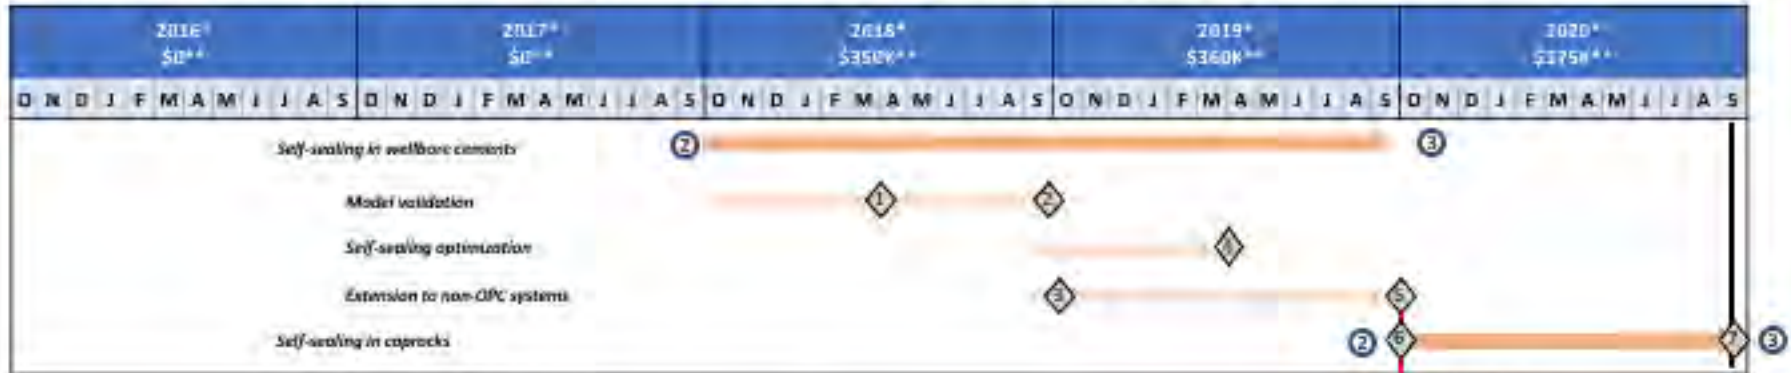 2016* 2017* 2018* 2019* 2020*
$0** $0** $350K** $360K** $375K**
O N D J F M A M J J A S O N D J F M A M J J A S O N D J F M A M J J A S O N D J F M A M J J A S O N D J F M A M J J A S
Self-sealing in wellbore cements 2 3
Model validation 1 2
Self-sealing optimization
Extension to non-OPC systems 3 5
Self-sealing in caprocks 2 6 7 3